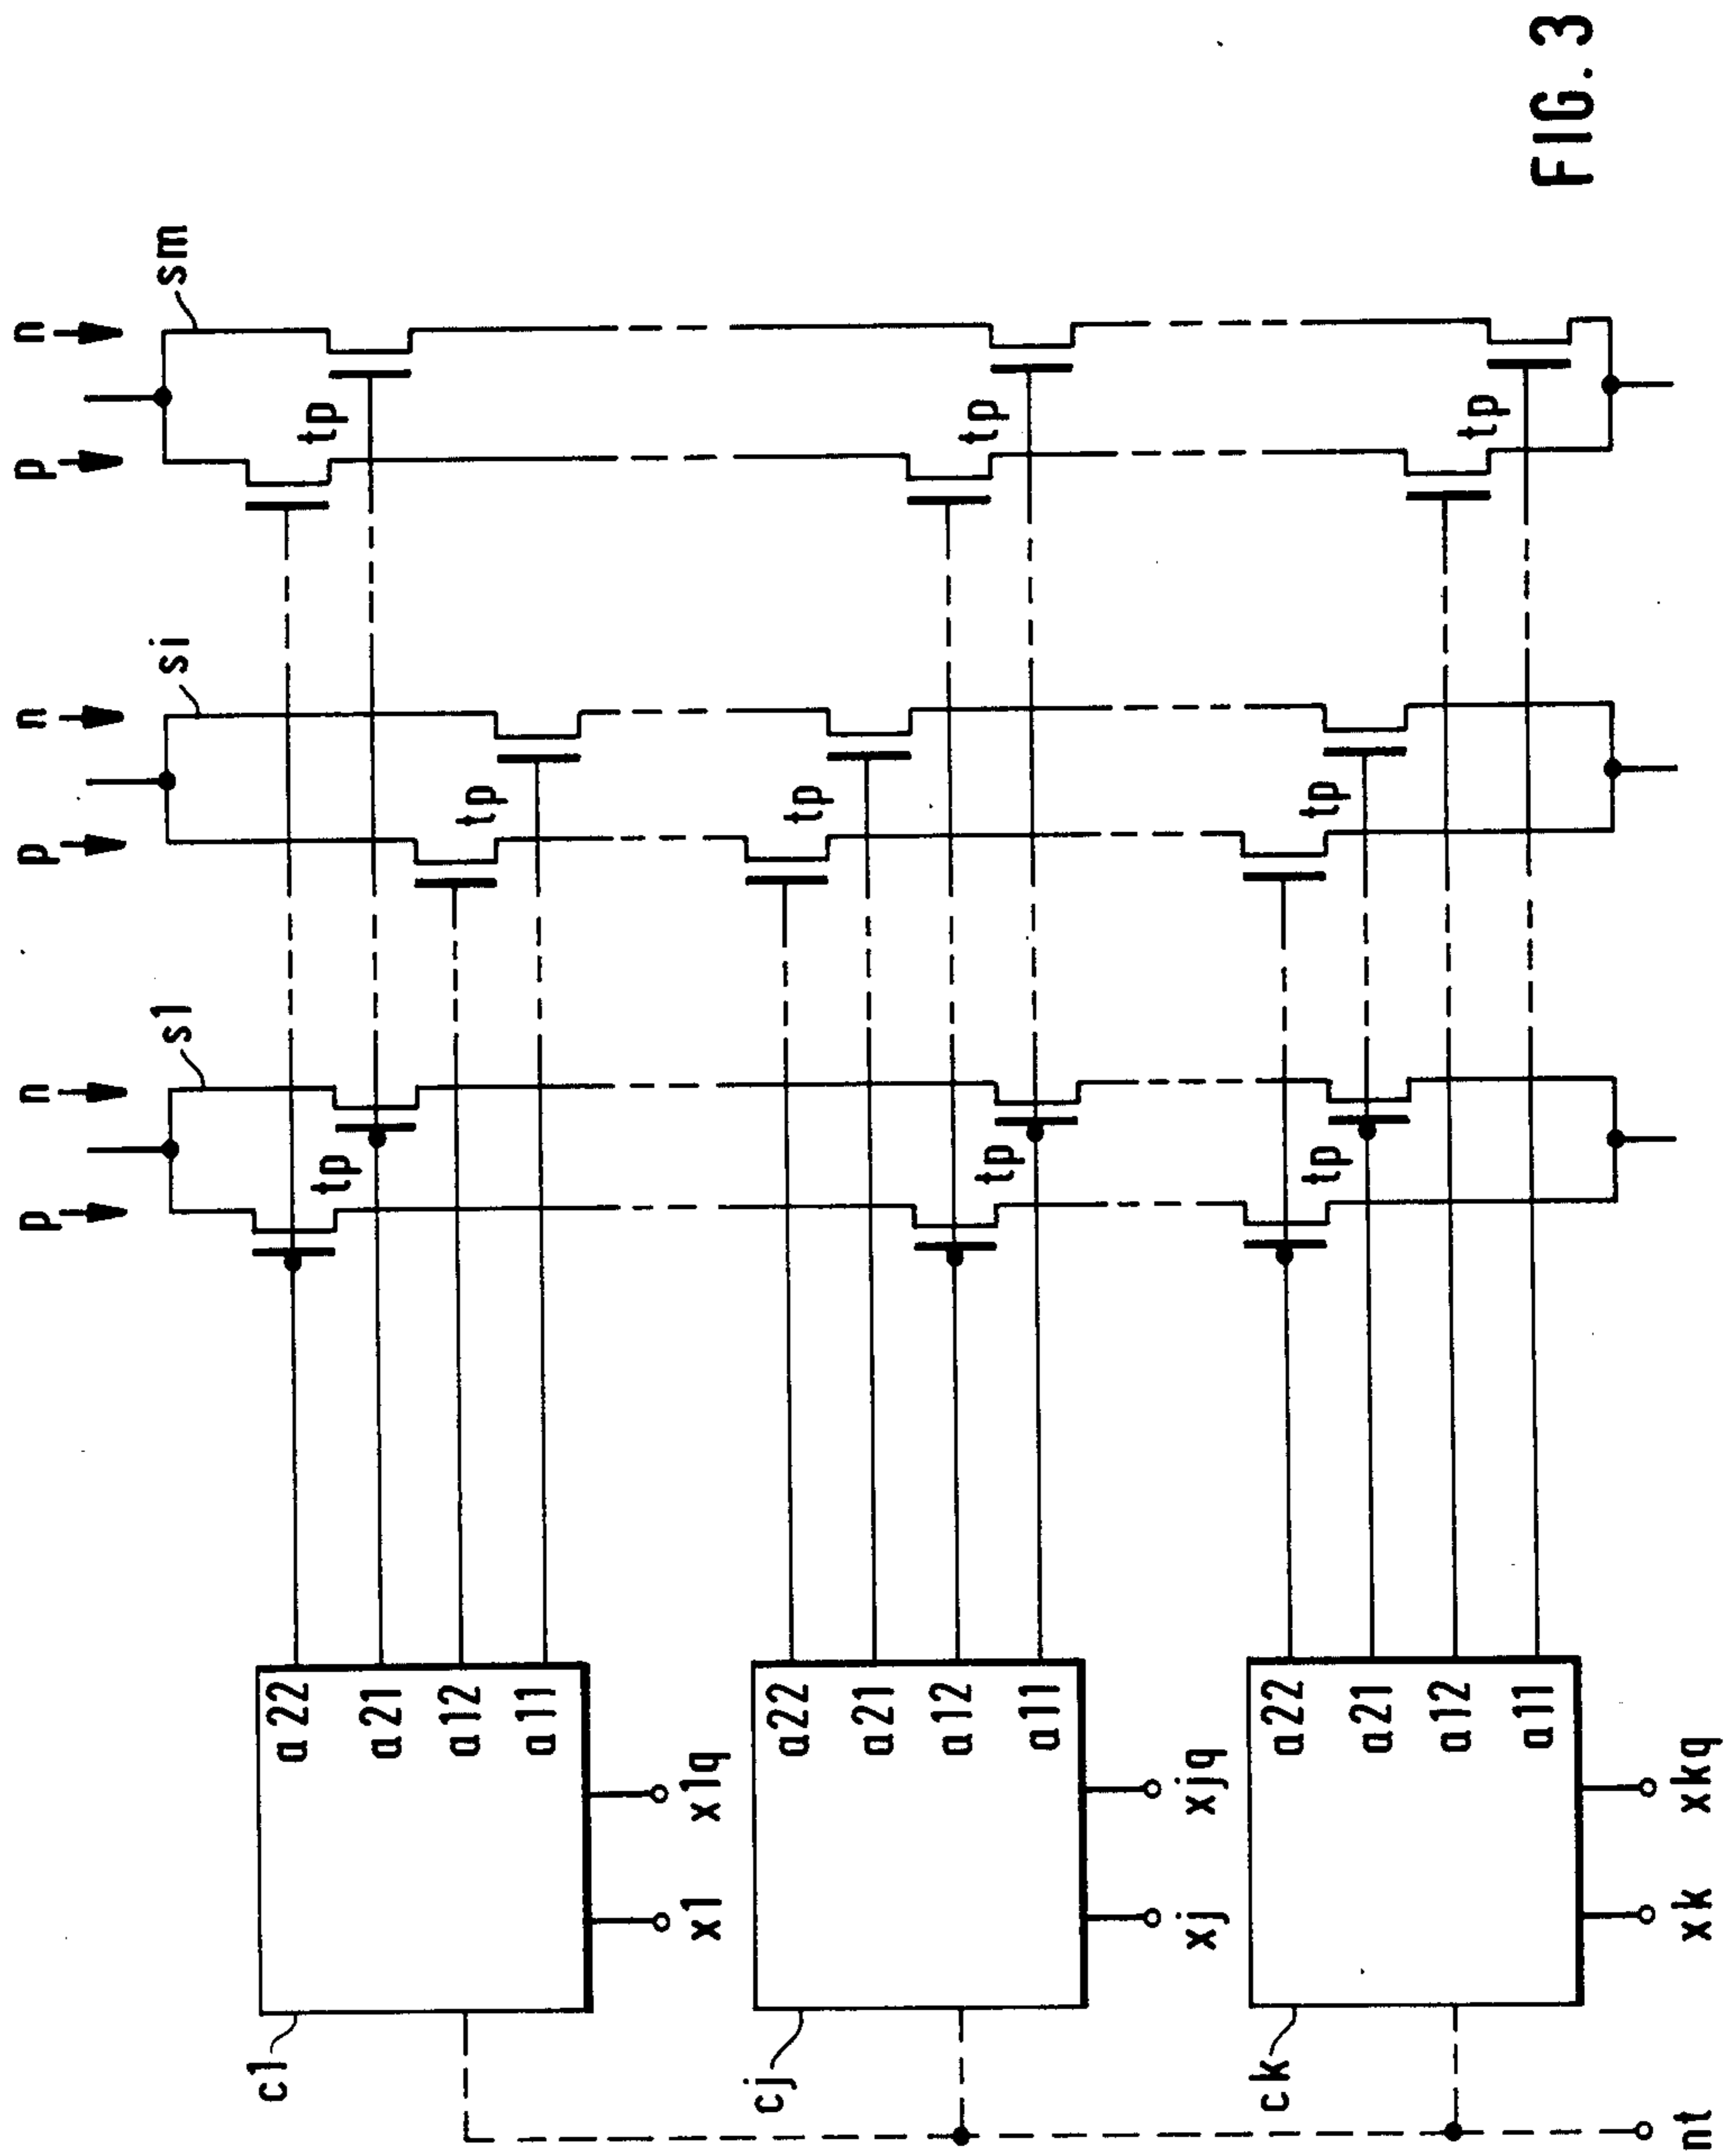 n
p
sm
n
p
si
n
p
s1
tp
tp
tp
tp
tp
tp
tp
tp
tp
a22
a21
a12
a11
a22
a21
a12
a11
a22
a21
a12
a11
x1q
x1
xjq
xj
xkq
xk
c1
cj
ck
nt
FIG. 3